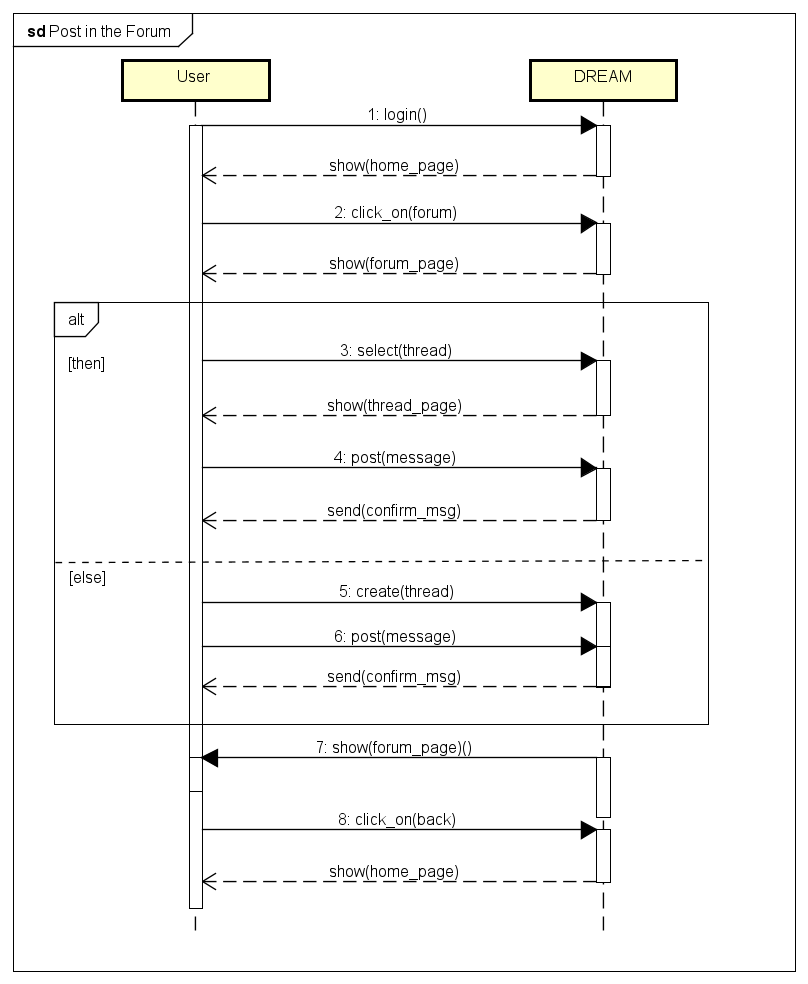 sd Post in the Forum
User
DREAM
1: login()
show(home_page)
2: click_on(forum)
show(forum_page)
alt
[then]
3: select(thread)
show(thread_page)
4: post(message)
send(confirm_msg)
[else]
5: create(thread)
6: post(message)
send(confirm_msg)
7: show(forum_page)()
8: click_on(back)
show(home_page)